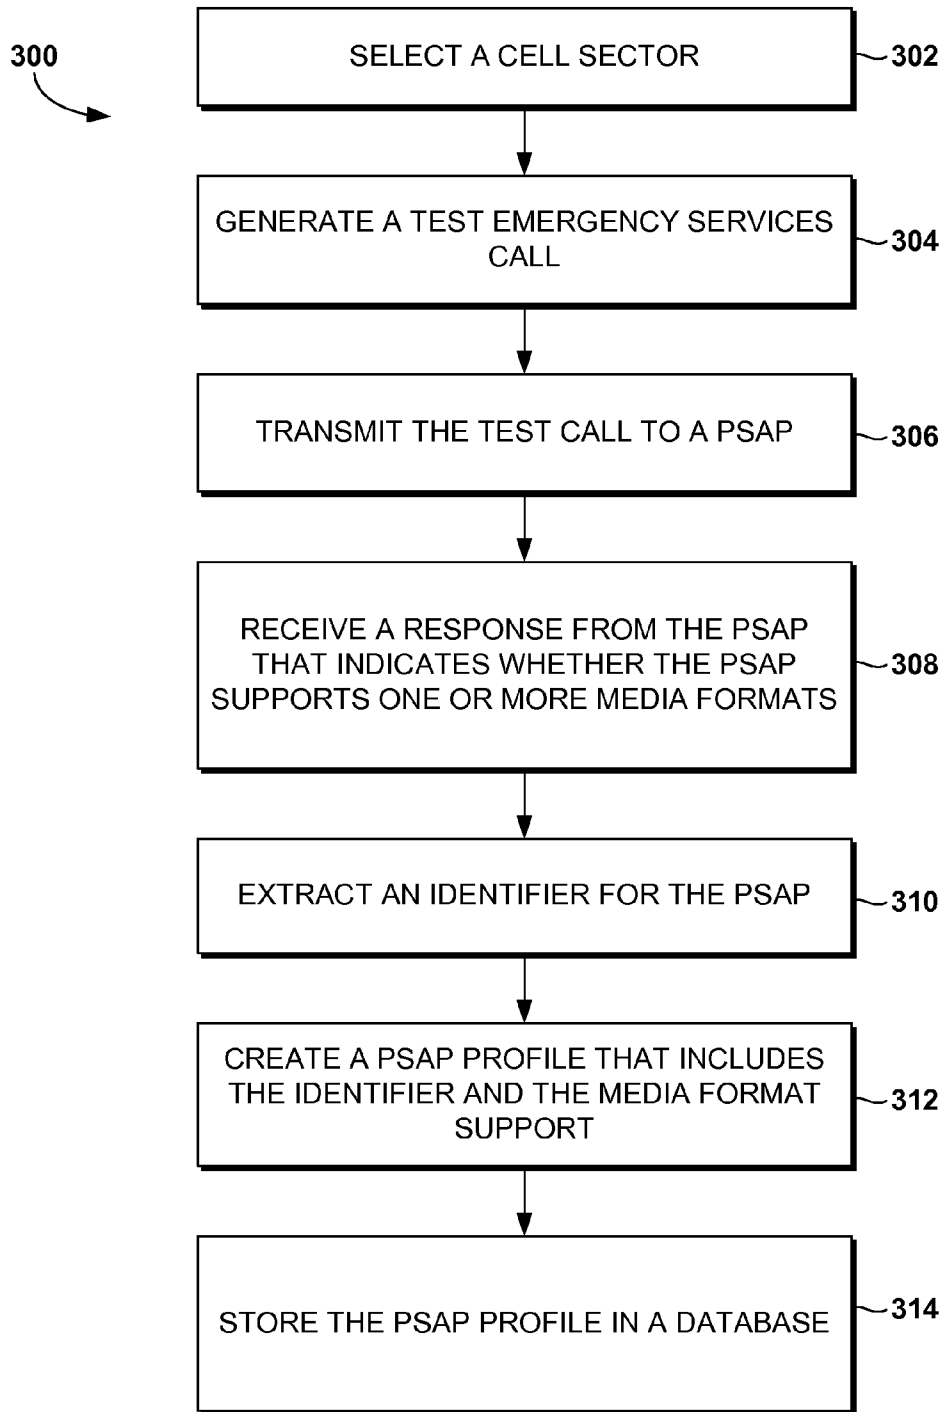 300
SELECT A CELL SECTOR
302
GENERATE A TEST EMERGENCY SERVICES
CALL
304
TRANSMIT THE TEST CALL TO A PSAP
306
RECEIVE A RESPONSE FROM THE PSAP
THAT INDICATES WHETHER THE PSAP
SUPPORTS ONE OR MORE MEDIA FORMATS
308
EXTRACT AN IDENTIFIER FOR THE PSAP
310
CREATE A PSAP PROFILE THAT INCLUDES
THE IDENTIFIER AND THE MEDIA FORMAT
SUPPORT
312
STORE THE PSAP PROFILE IN A DATABASE
314